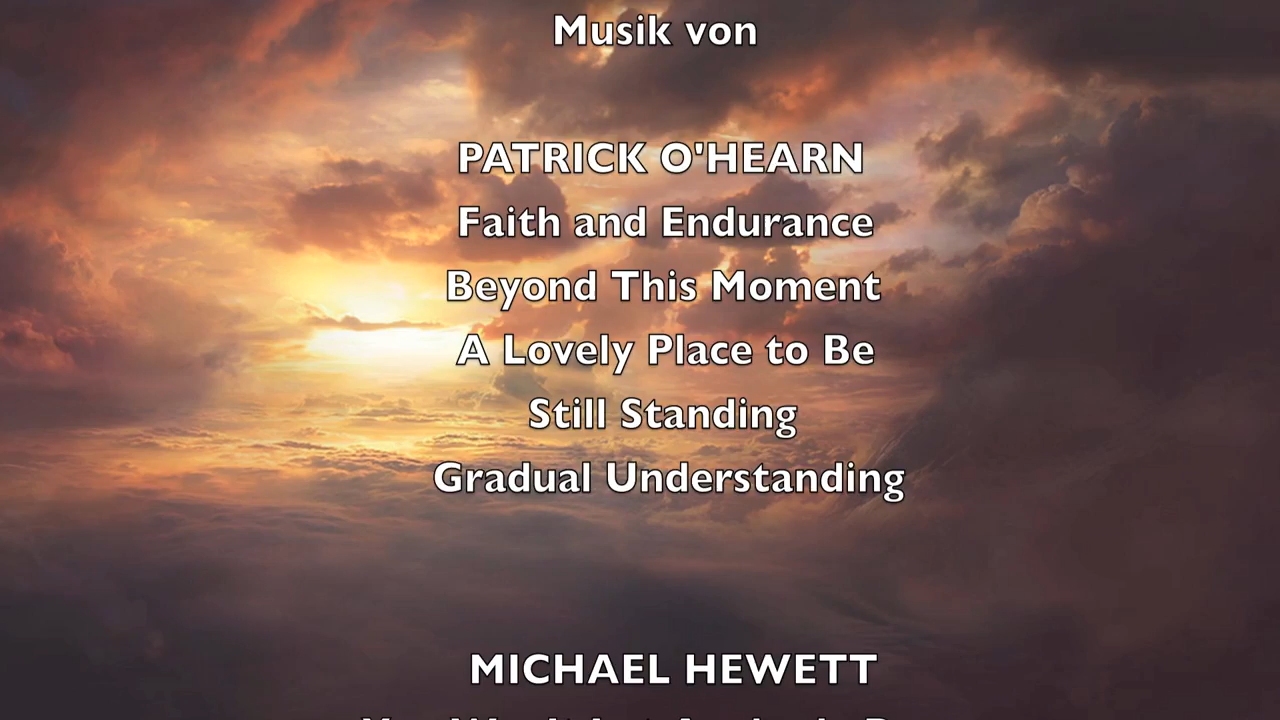 Musik von
PATRICK O'HEARN
Faith and Endurance
Beyond This Moment
A Lovely Place to Be
Still Standing
Gradual Understanding
MICHAEL HEWETT